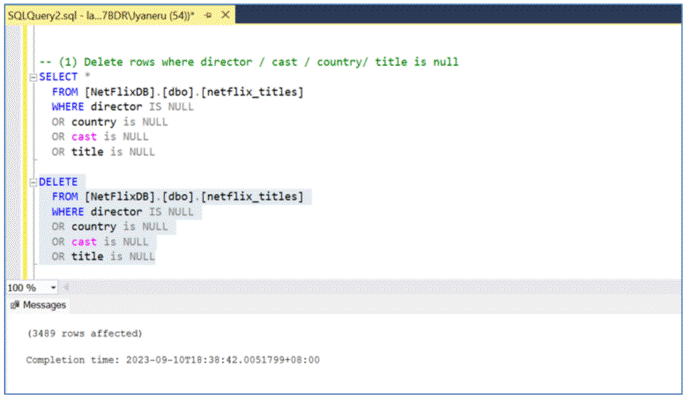 SQLQuery2.sql - la...7BDR\Jyaneru (54))*
-- (1) Delete rows where director / cast / country/ title is null
SELECT *
FROM [NetFlixDB].[dbo].[netflix_titles]
WHERE director IS NULL
OR country is NULL
OR cast is NULL
OR title is NULL
DELETE
FROM [NetFlixDB].[dbo].[netflix_titles]
WHERE director IS NULL
OR country is NULL
OR cast is NULL
OR title is NULL
100 %
Messages
(3489 rows affected)
Completion time: 2023-09-10T18:38:42.0051799+08:00